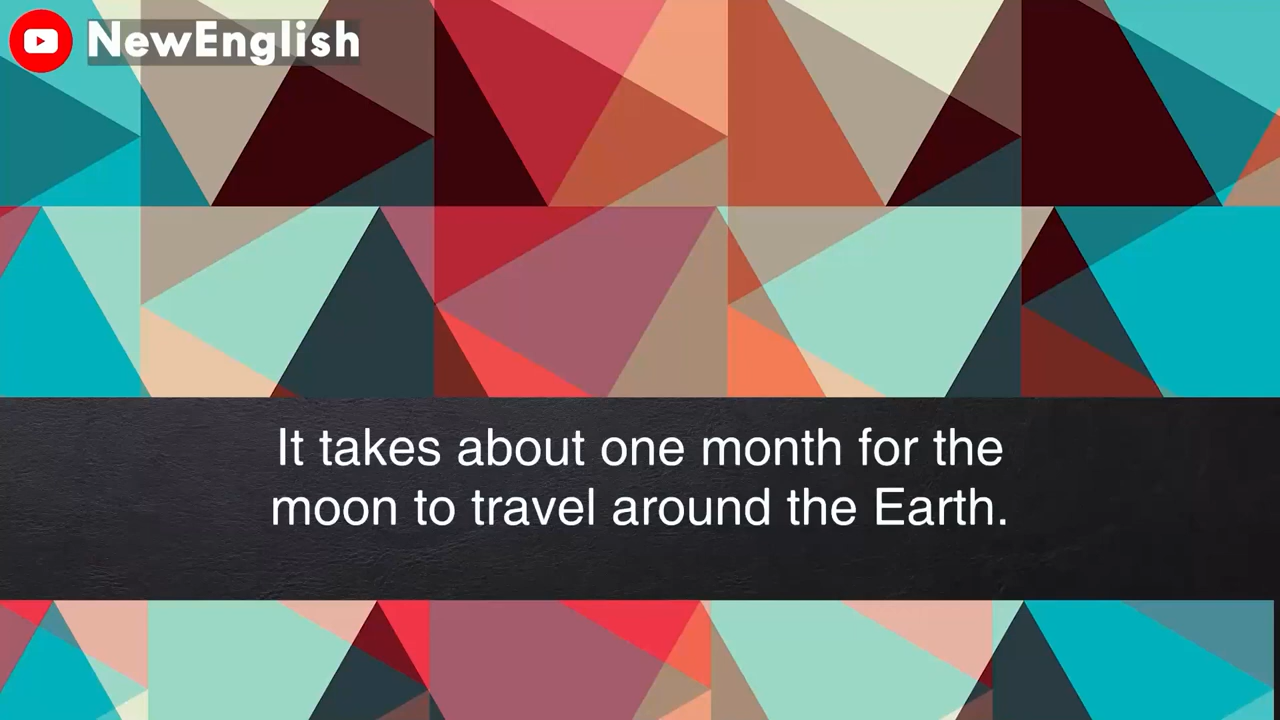 NewEnglish
It takes about one month for the
moon to travel around the Earth.